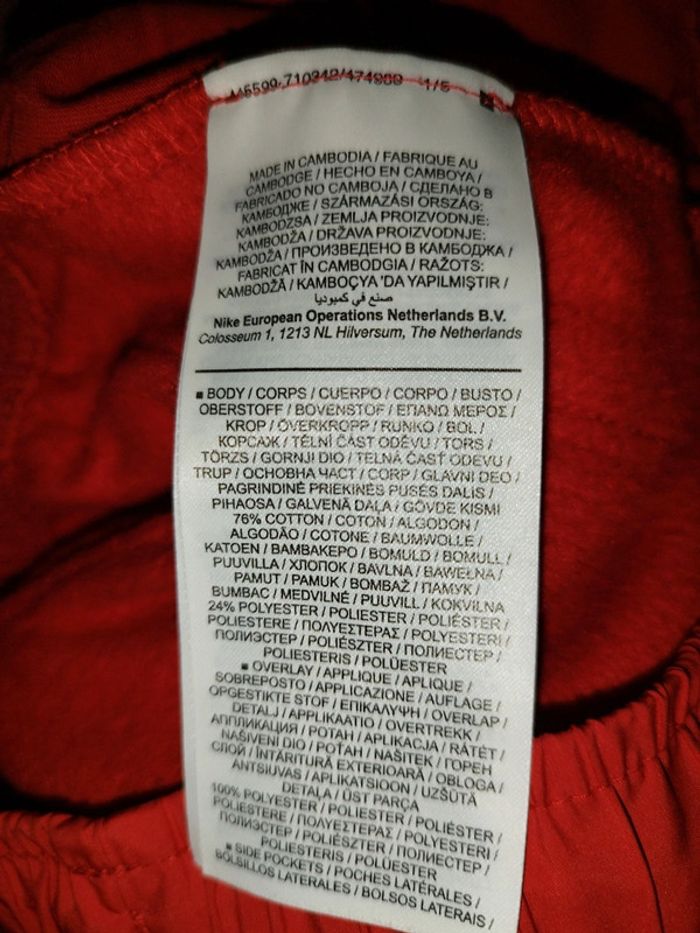 MADE IN CAMBODIA / FABRIQUE AU
CAMBODGE / HECHO EN CAMBOYA /
FABRICADO NO CAMBOJA / СДЕЛАНО В
КАМБОДЖЕ / SZÁRMAZÁSI ORSZÁG:
KAMBODZSA / ZEMLJA PROIZVODNJE:
KAMBODŽA / DRŽAVA PROIZVODNJE:
KAMBODŽA / ПРОИЗВЕДЕНО В КАМБОДЖА /
FABRICAT ÎN CAMBODGIA / RAŽOTS:
KAMBODŽĀ / KAMBOÇYA 'DA YAPILMIŞTIR /
صنع في كمبوديا
Nike European Operations Netherlands B.V.
Colosseum 1, 1213 NL Hilversum, The Netherlands
■ BODY / CORPS / CUERPO / CORPO / BUSTO /
OBERSTOFF / BOVENSTOF / ΕΠΑΝΩ ΜΕΡΟΣ /
KROP / ÖVERKROPP / RUNKO / BOL /
КОРСАЖ / TĚLNÍ ČÁST ODĚVU / TORS /
TÖRZS / GORNJI DIO / TELNÁ ČASŤ ODEVU /
TRUP / ОСНОВНА ЧАСТ / CORP / GLAVNI DEO /
PAGRINDINĖ PRIEKINĖS PUSĖS DALIS /
PIHAOSA / GALVENĀ DAĻA / GÖVDE KISMI
76% COTTON / COTON / ALGODON /
ALGODÃO / COTONE / BAUMWOLLE /
KATOEN / ΒΑΜΒΑΚΕΡΟ / BOMULD / BOMULL /
PUUVILLA / ХЛОПОК / BAVLNA / BAWEŁNA /
PAMUT / PAMUK / BOMBAŽ / ПАМУК /
BUMBAC / MEDVILNĖ / PUUVILL / KOKVILNA
24% POLYESTER / POLIESTER / POLIÉSTER /
POLIESTERE / ΠΟΛΥΕΣΤΕΡΑΣ / POLYESTERI /
ПОЛИЭСТЕР / POLIÉSZTER / ПОЛИЕСТЕР /
POLIESTERIS / POLÜESTER
■ OVERLAY / APPLIQUE / APLIQUE /
SOBREPOSTO / APPLICAZIONE / AUFLAGE /
OPGESTIKTE STOF / ΕΠΙΚΑΛΥΨΗ / OVERLAP /
DETALJ / APPLIKAATIO / OVERTREKK /
АППЛИКАЦИЯ / POTAH / APLIKACJA / RÁTÉT /
NAŠIVENI DIO / POŤAH / NAŠITEK / ГОРЕН
СЛОЙ / ÎNTĂRITURĂ EXTERIOARĂ / OBLOGA /
ANTSIUVAS / APLIKATSIOON / UZŠŪTĀ
DETAĻA / ÜST PARÇA
100% POLYESTER / POLIESTER / POLIÉSTER /
POLIESTERE / ΠΟΛΥΕΣΤΕΡΑΣ / POLYESTERI /
ПОЛИЭСТЕР / POLIÉSZTER / ПОЛИЕСТЕР /
POLIESTERIS / POLÜESTER
■ SIDE POCKETS / POCHES LATÉRALES /
BOLSILLOS LATERALES / BOLSOS LATERAIS /